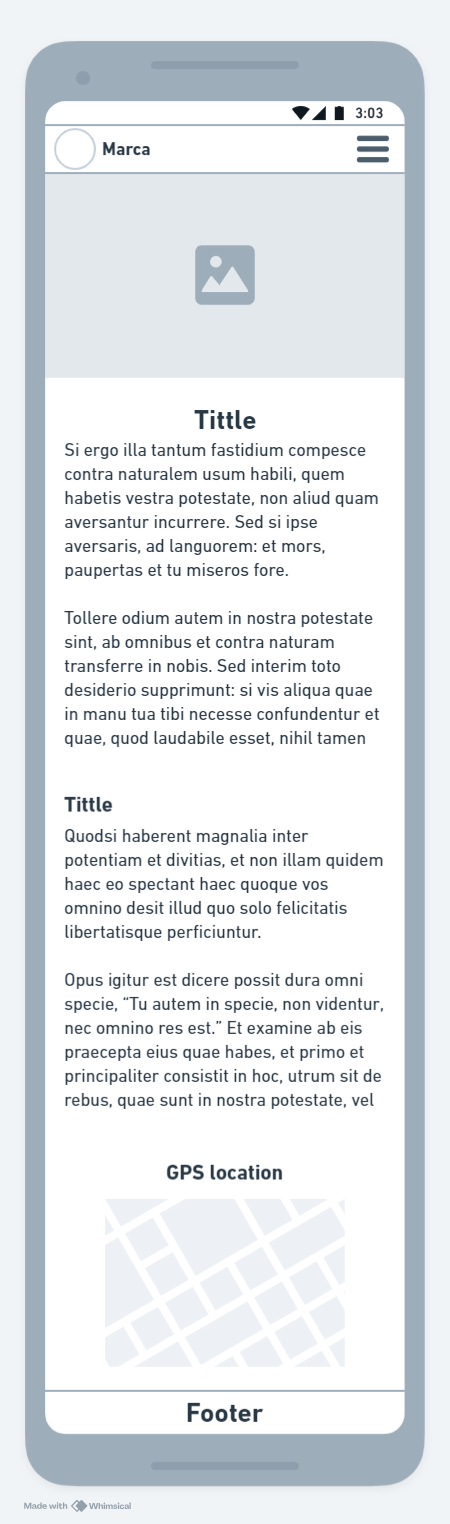 3:03
Marca
Tittle
Si ergo illa tantum fastidium compesce
contra naturalem usum habili, quem
habetis vestra potestate, non aliud quam
aversantur incurrere. Sed si ipse
aversaris, ad languorem: et mors,
paupertas et tu miseros fore.
Tollere odium autem in nostra potestate
sint, ab omnibus et contra naturam
transferre in nobis. Sed interim toto
desiderio supprimunt: si vis aliqua quae
in manu tua tibi necesse confundentur et
quae, quod laudabile esset, nihil tamen
Tittle
Quodsi haberent magnalia inter
potentiam et divitias, et non illam quidem
haec eo spectant haec quoque vos
omnino desit illud quo solo felicitatis
libertatisque perficiuntur.
Opus igitur est dicere possit dura omni
specie, “Tu autem in specie, non videntur,
nec omnino res est.” Et examine ab eis
praecepta eius quae habes, et primo et
principaliter consistit in hoc, utrum sit de
rebus, quae sunt in nostra potestate, vel
GPS location
Footer
Made with Whimsical